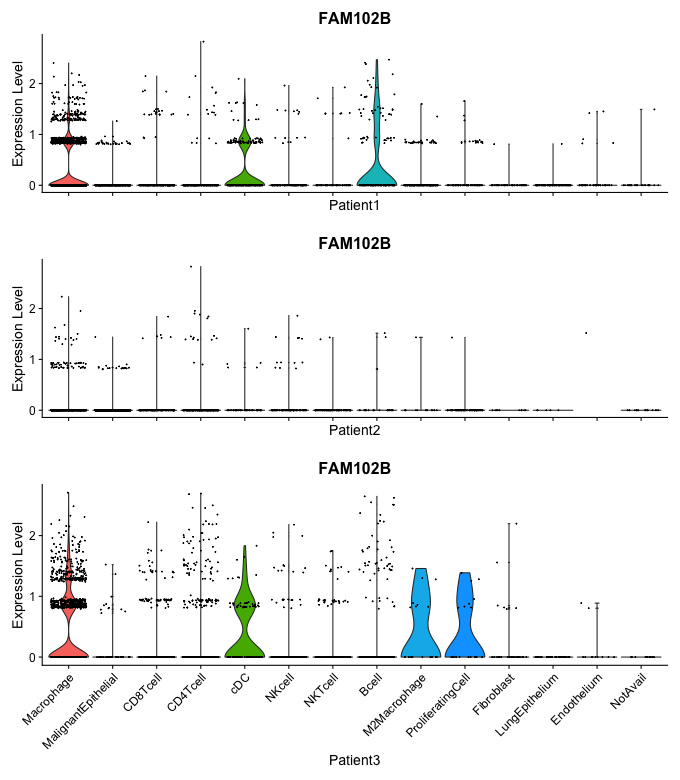 FAM102B
Expression Level
2
1
0
Patient1
FAM102B
Expression Level
2
1
0
Patient2
FAM102B
Expression Level
2
1
0
Macrophage
MalignantEpithelial
CD8Tcell
CD4Tcell
cDC
NKcell
NKTcell
Bcell
M2Macrophage
ProliferatingCell
Fibroblast
LungEpithelium
Endothelium
NotAvail
Patient3